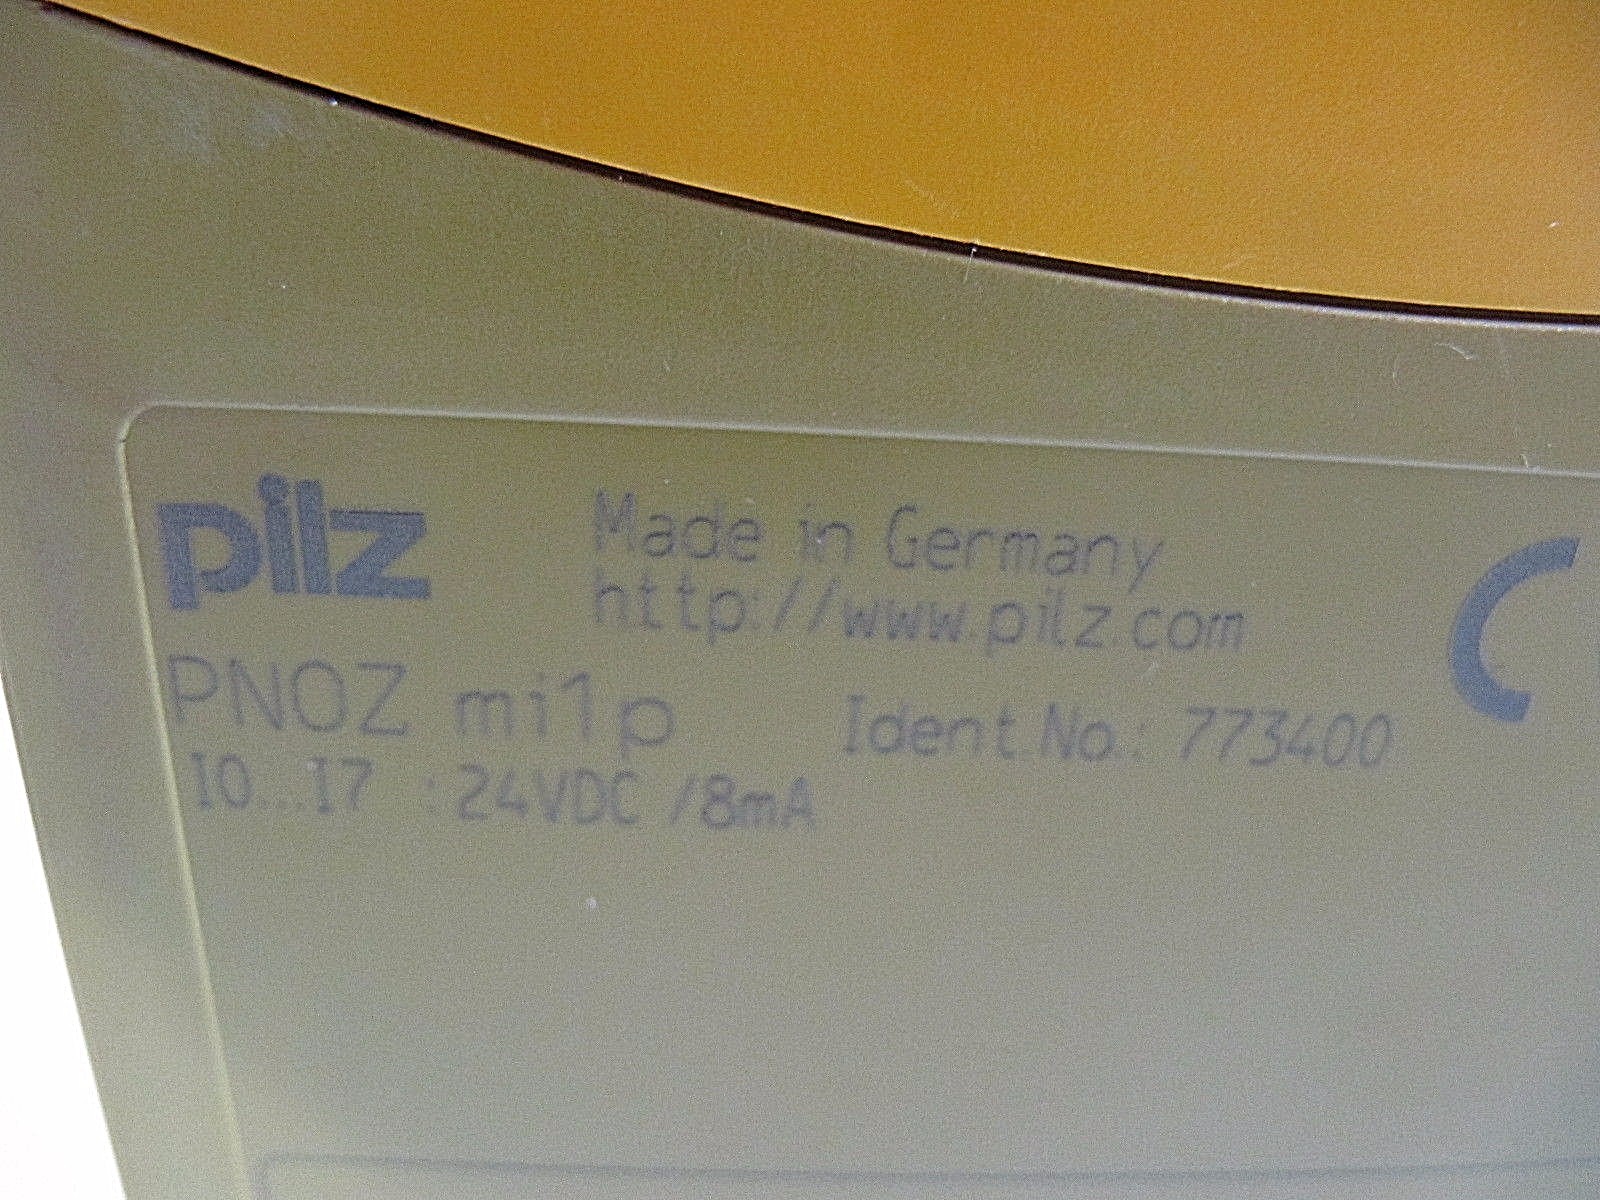 pilz
Made in Germany
http://www.pilz.com
PNOZ mi1p Ident.No.: 773400
I0...I7 :24VDC /8mA